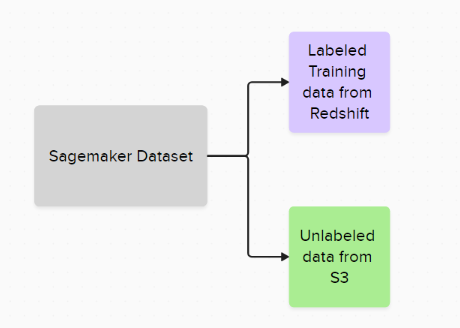 Labeled
Training
data from
Redshift
Sagemaker Dataset
Unlabeled
data from
S3